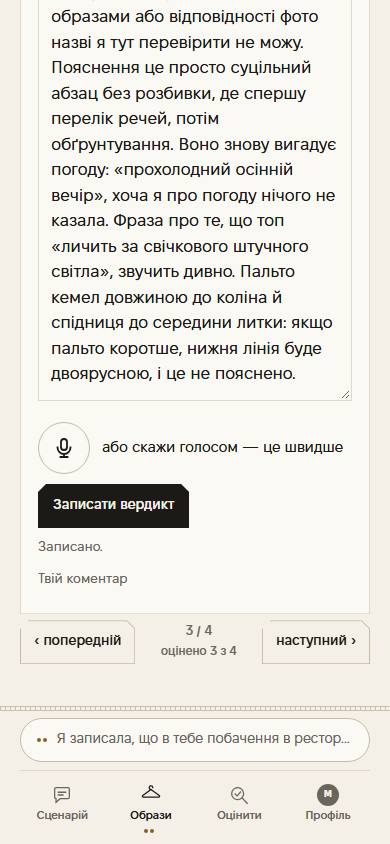 образами або відповідності фото
назві я тут перевірити не можу.
Пояснення це просто суцільний
абзац без розбивки, де спершу
перелік речей, потім
обґрунтування. Воно знову вигадує
погоду: «прохолодний осінній
вечір», хоча я про погоду нічого не
казала. Фраза про те, що топ
«личить за свічкового штучного
світла», звучить дивно. Пальто
кемел довжиною до коліна й
спідниця до середини литки: якщо
пальто коротше, нижня лінія буде
двоярусною, і це не пояснено.
або скажи голосом — це швидше
Записати вердикт
Записано.
Твій коментар
‹ попередній
3 / 4
оцінено 3 з 4
наступний ›
Я записала, що в тебе побачення в рестор...
Сценарій
Образи
Оцінити
М
Профіль